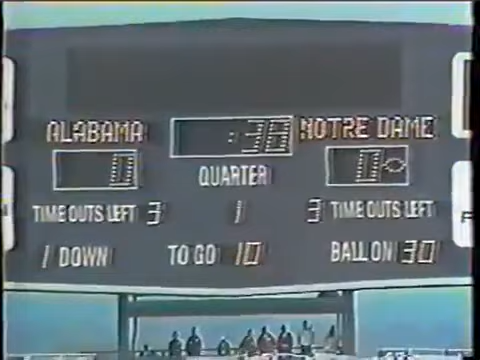 ALABAMA :38 NOTRE DAME
0 QUARTER 0
TIME OUTS LEFT 3 1 3 TIME OUTS LEFT
1 DOWN TO GO 10 BALL ON 30